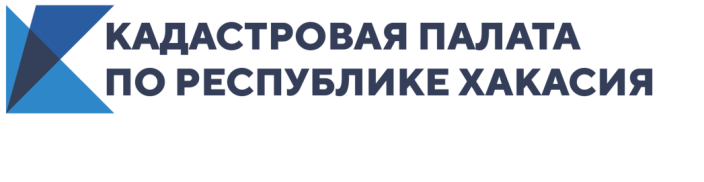 КАДАСТРОВАЯ ПАЛАТА
ПО РЕСПУБЛИКЕ ХАКАСИЯ